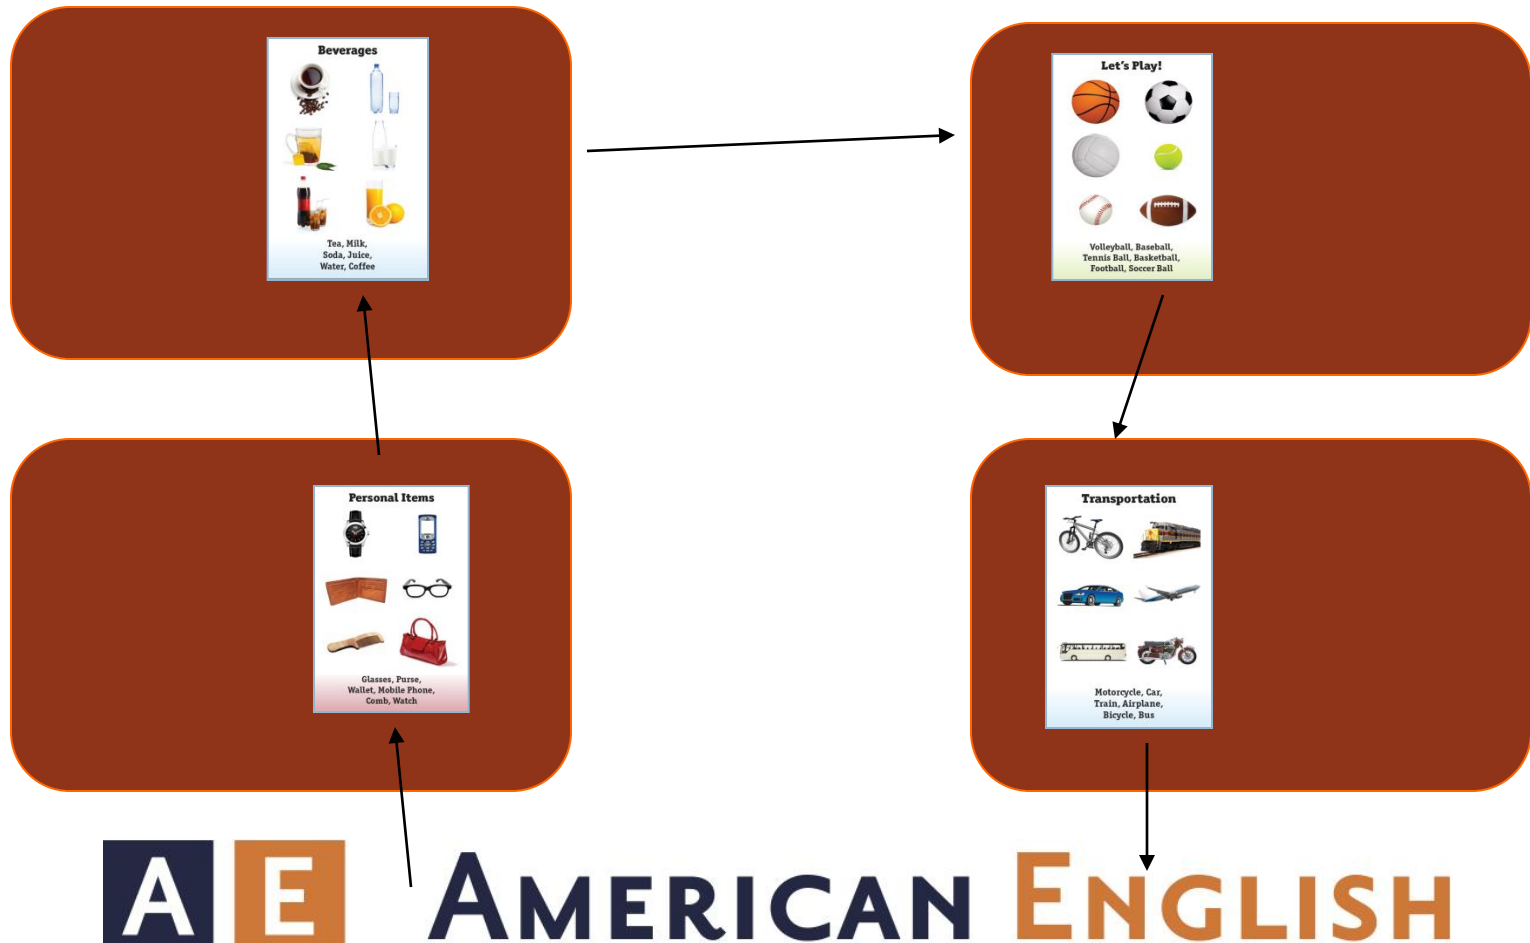 Beverages
Tea, Milk,
Soda, Juice,
Water, Coffee
Let's Play!
Volleyball, Baseball,
Tennis Ball, Basketball,
Football, Soccer Ball
Personal Items
Glasses, Purse,
Wallet, Mobile Phone,
Comb, Watch
Transportation
Motorcycle, Car,
Train, Airplane,
Bicycle, Bus
AE AMERICAN ENGLISH